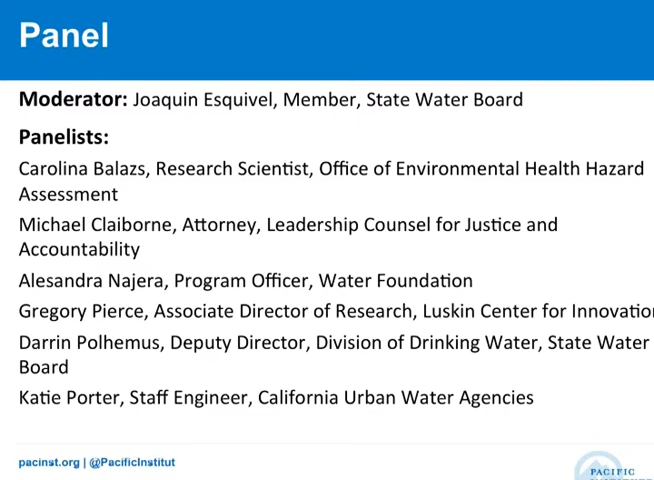 Panel
Moderator: Joaquin Esquivel, Member, State Water Board
Panelists:
Carolina Balazs, Research Scientist, Office of Environmental Health Hazard
Assessment
Michael Claiborne, Attorney, Leadership Counsel for Justice and
Accountability
Alesandra Najera, Program Officer, Water Foundation
Gregory Pierce, Associate Director of Research, Luskin Center for Innovation
Darrin Polhemus, Deputy Director, Division of Drinking Water, State Water
Board
Katie Porter, Staff Engineer, California Urban Water Agencies
pacinst.org | @PacificInstitut
PACIFIC